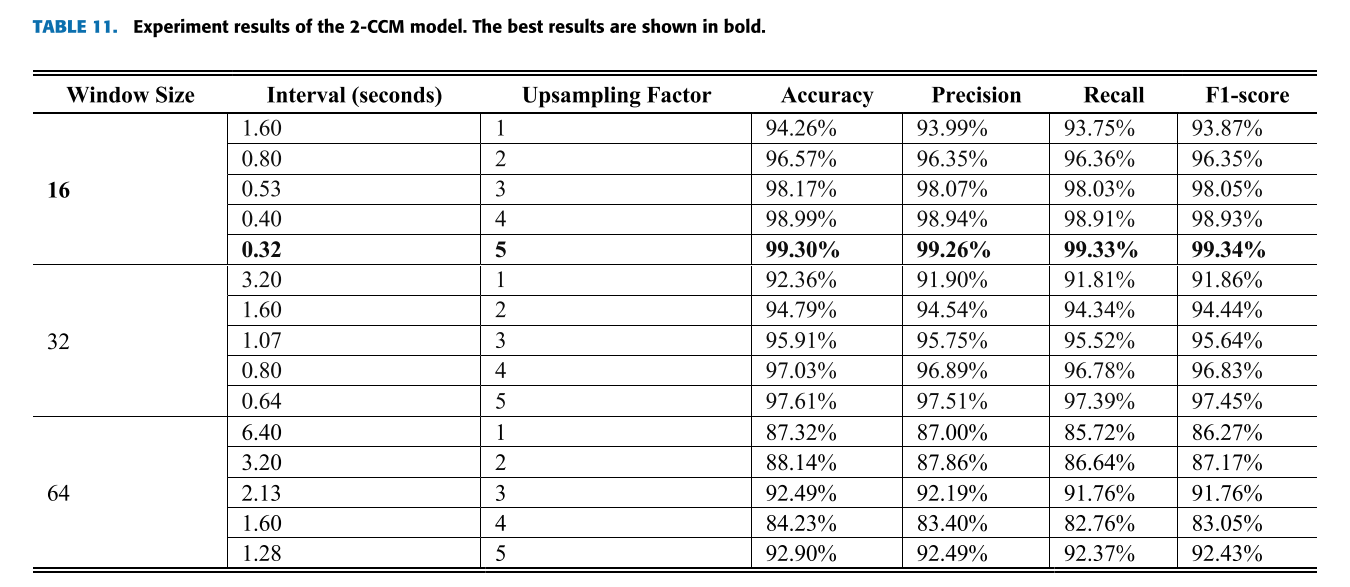 TABLE 11. Experiment results of the 2-CCM model. The best results are shown in bold.
Window Size Interval (seconds) Upsampling Factor Accuracy Precision Recall F1-score
1.60 1 94.26% 93.99% 93.75% 93.87%
0.80 2 96.57% 96.35% 96.36% 96.35%
16 0.53 3 98.17% 98.07% 98.03% 98.05%
0.40 4 98.99% 98.94% 98.91% 98.93%
0.32 5 99.30% 99.26% 99.33% 99.34%
3.20 1 92.36% 91.90% 91.81% 91.86%
1.60 2 94.79% 94.54% 94.34% 94.44%
32 1.07 3 95.91% 95.75% 95.52% 95.64%
0.80 4 97.03% 96.89% 96.78% 96.83%
0.64 5 97.61% 97.51% 97.39% 97.45%
6.40 1 87.32% 87.00% 85.72% 86.27%
3.20 2 88.14% 87.86% 86.64% 87.17%
64 2.13 3 92.49% 92.19% 91.76% 91.76%
1.60 4 84.23% 83.40% 82.76% 83.05%
1.28 5 92.90% 92.49% 92.37% 92.43%